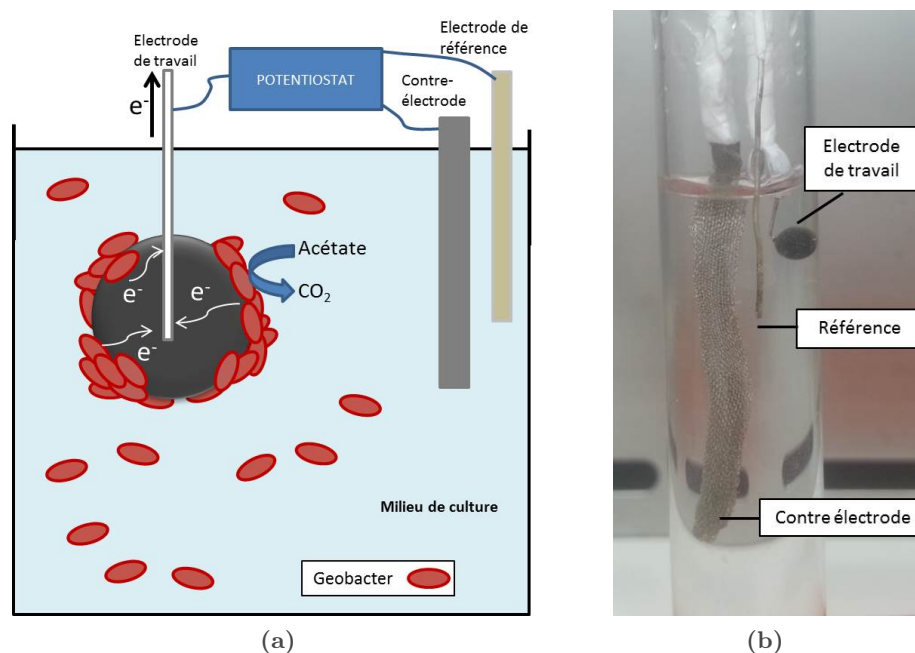 Electrode
de travail
Electrode de
référence
POTENTIOSTAT
Contre-
électrode
e-
Acétate
CO2
e-
e-
e-
Milieu de culture
Geobacter
(a)
Electrode
de travail
Référence
Contre électrode
(b)